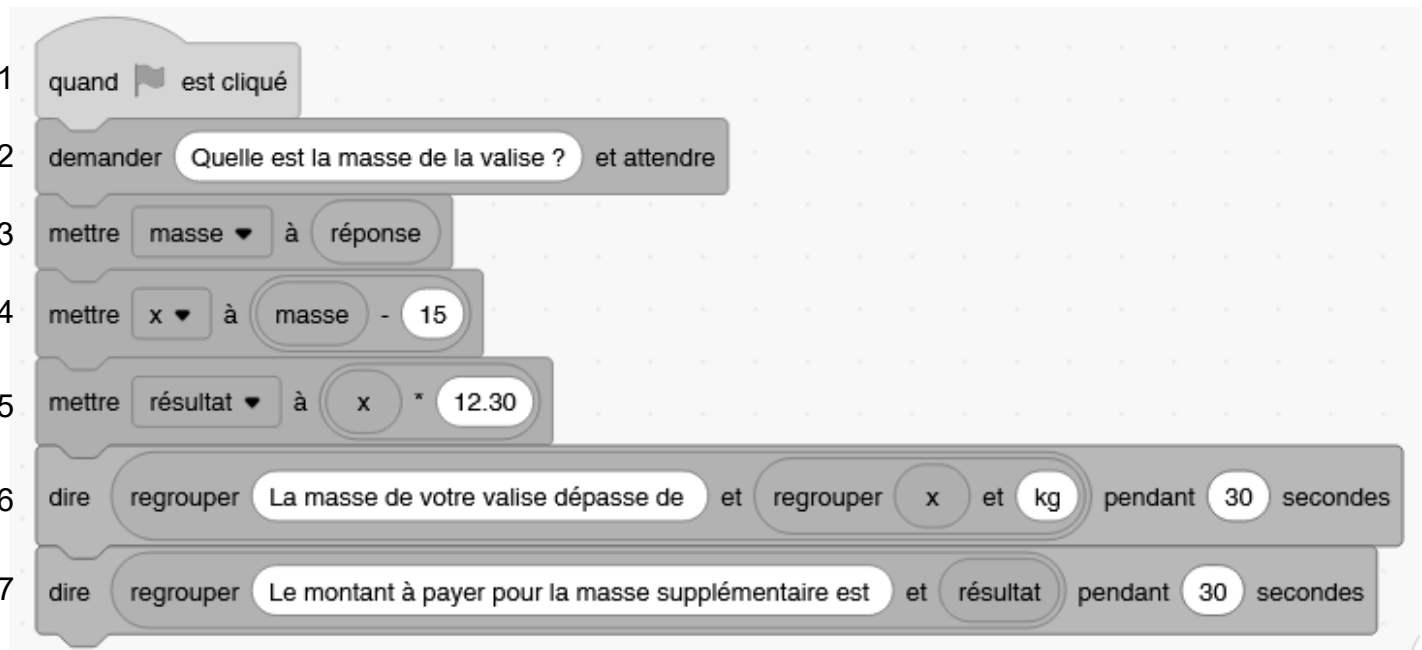 1 quand est cliqué
2 demander Quelle est la masse de la valise ? et attendre
3 mettre masse à réponse
4 mettre x à masse - 15
5 mettre résultat à x * 12.30
6 dire regrouper La masse de votre valise dépasse de et regrouper x et kg pendant 30 secondes
7 dire regrouper Le montant à payer pour la masse supplémentaire est et résultat pendant 30 secondes